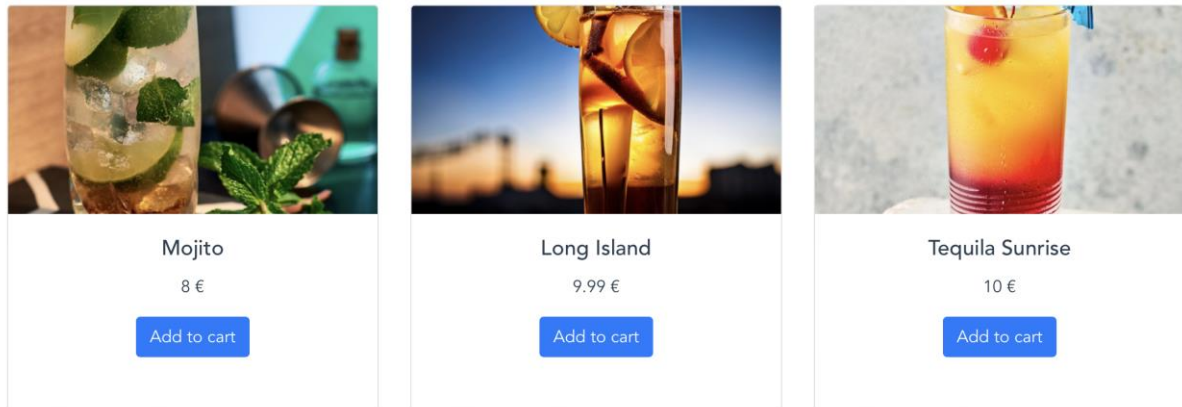 Mojito
8 €
Add to cart
Long Island
9.99 €
Add to cart
Tequila Sunrise
10 €
Add to cart